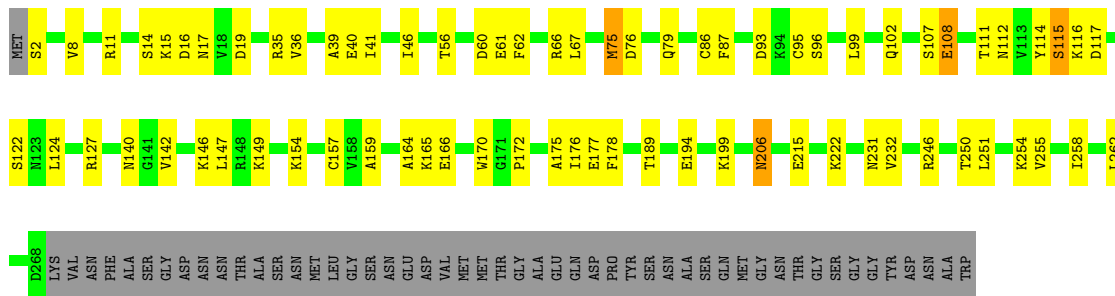 MET S2 V8 R11 S14 K15 D16 N17 V18 D19 R35 V36 A39 E40 I41 I46 T56 D60 E61 F62 R66 L67 M75 D76 Q79 C86 F87 D93 K94 C95 S96 L99 Q102 S107 E108 T111 N112 V113 Y114 S115 K116 D117
S122 N123 L124 R127 N140 G141 V142 K146 L147 R148 K149 K154 C157 V158 A159 A164 K165 E166 W170 G171 P172 A175 I176 E177 F178 T189 E194 K199 N206 E215 K222 N231 V232 R246 T250 L251 K254 V255 I258
D268 LYS VAL ASN PHE ALA SER GLY ASP ASN ASN THR ALA SER ASN MET LEU GLY SER ASN GLU ASP VAL MET MET THR GLY ALA GLU GLN ASP PRO TYR SER ASN ALA SER GLN MET GLY ASN THR GLY SER GLY GLY TYR ASP ASN ALA TRP